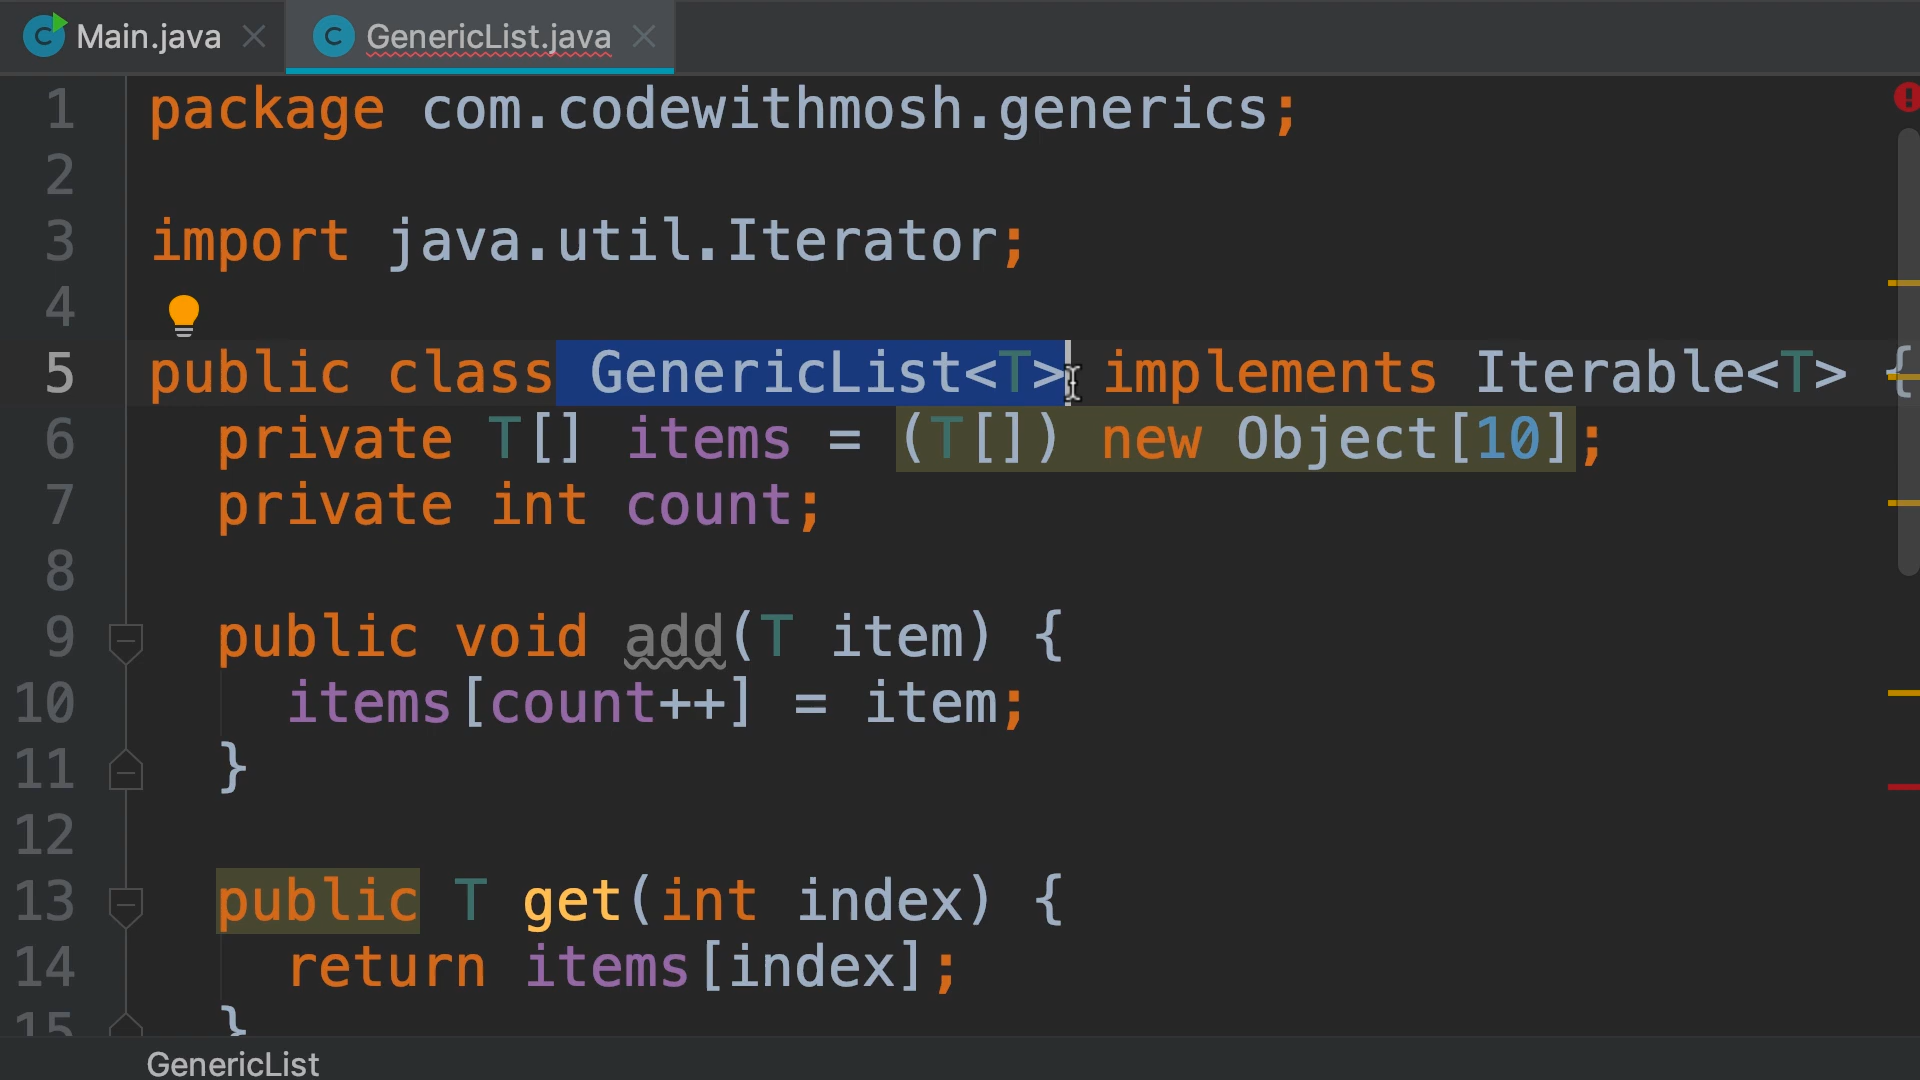 Main.java GenericList.java
1 package com.codewithmosh.generics;
2
3 import java.util.Iterator;
4
5 public class GenericList<T> implements Iterable<T> {
6 private T[] items = (T[]) new Object[10];
7 private int count;
8
9 public void add(T item) {
10 items[count++] = item;
11 }
12
13 public T get(int index) {
14 return items[index];
15 }
GenericList